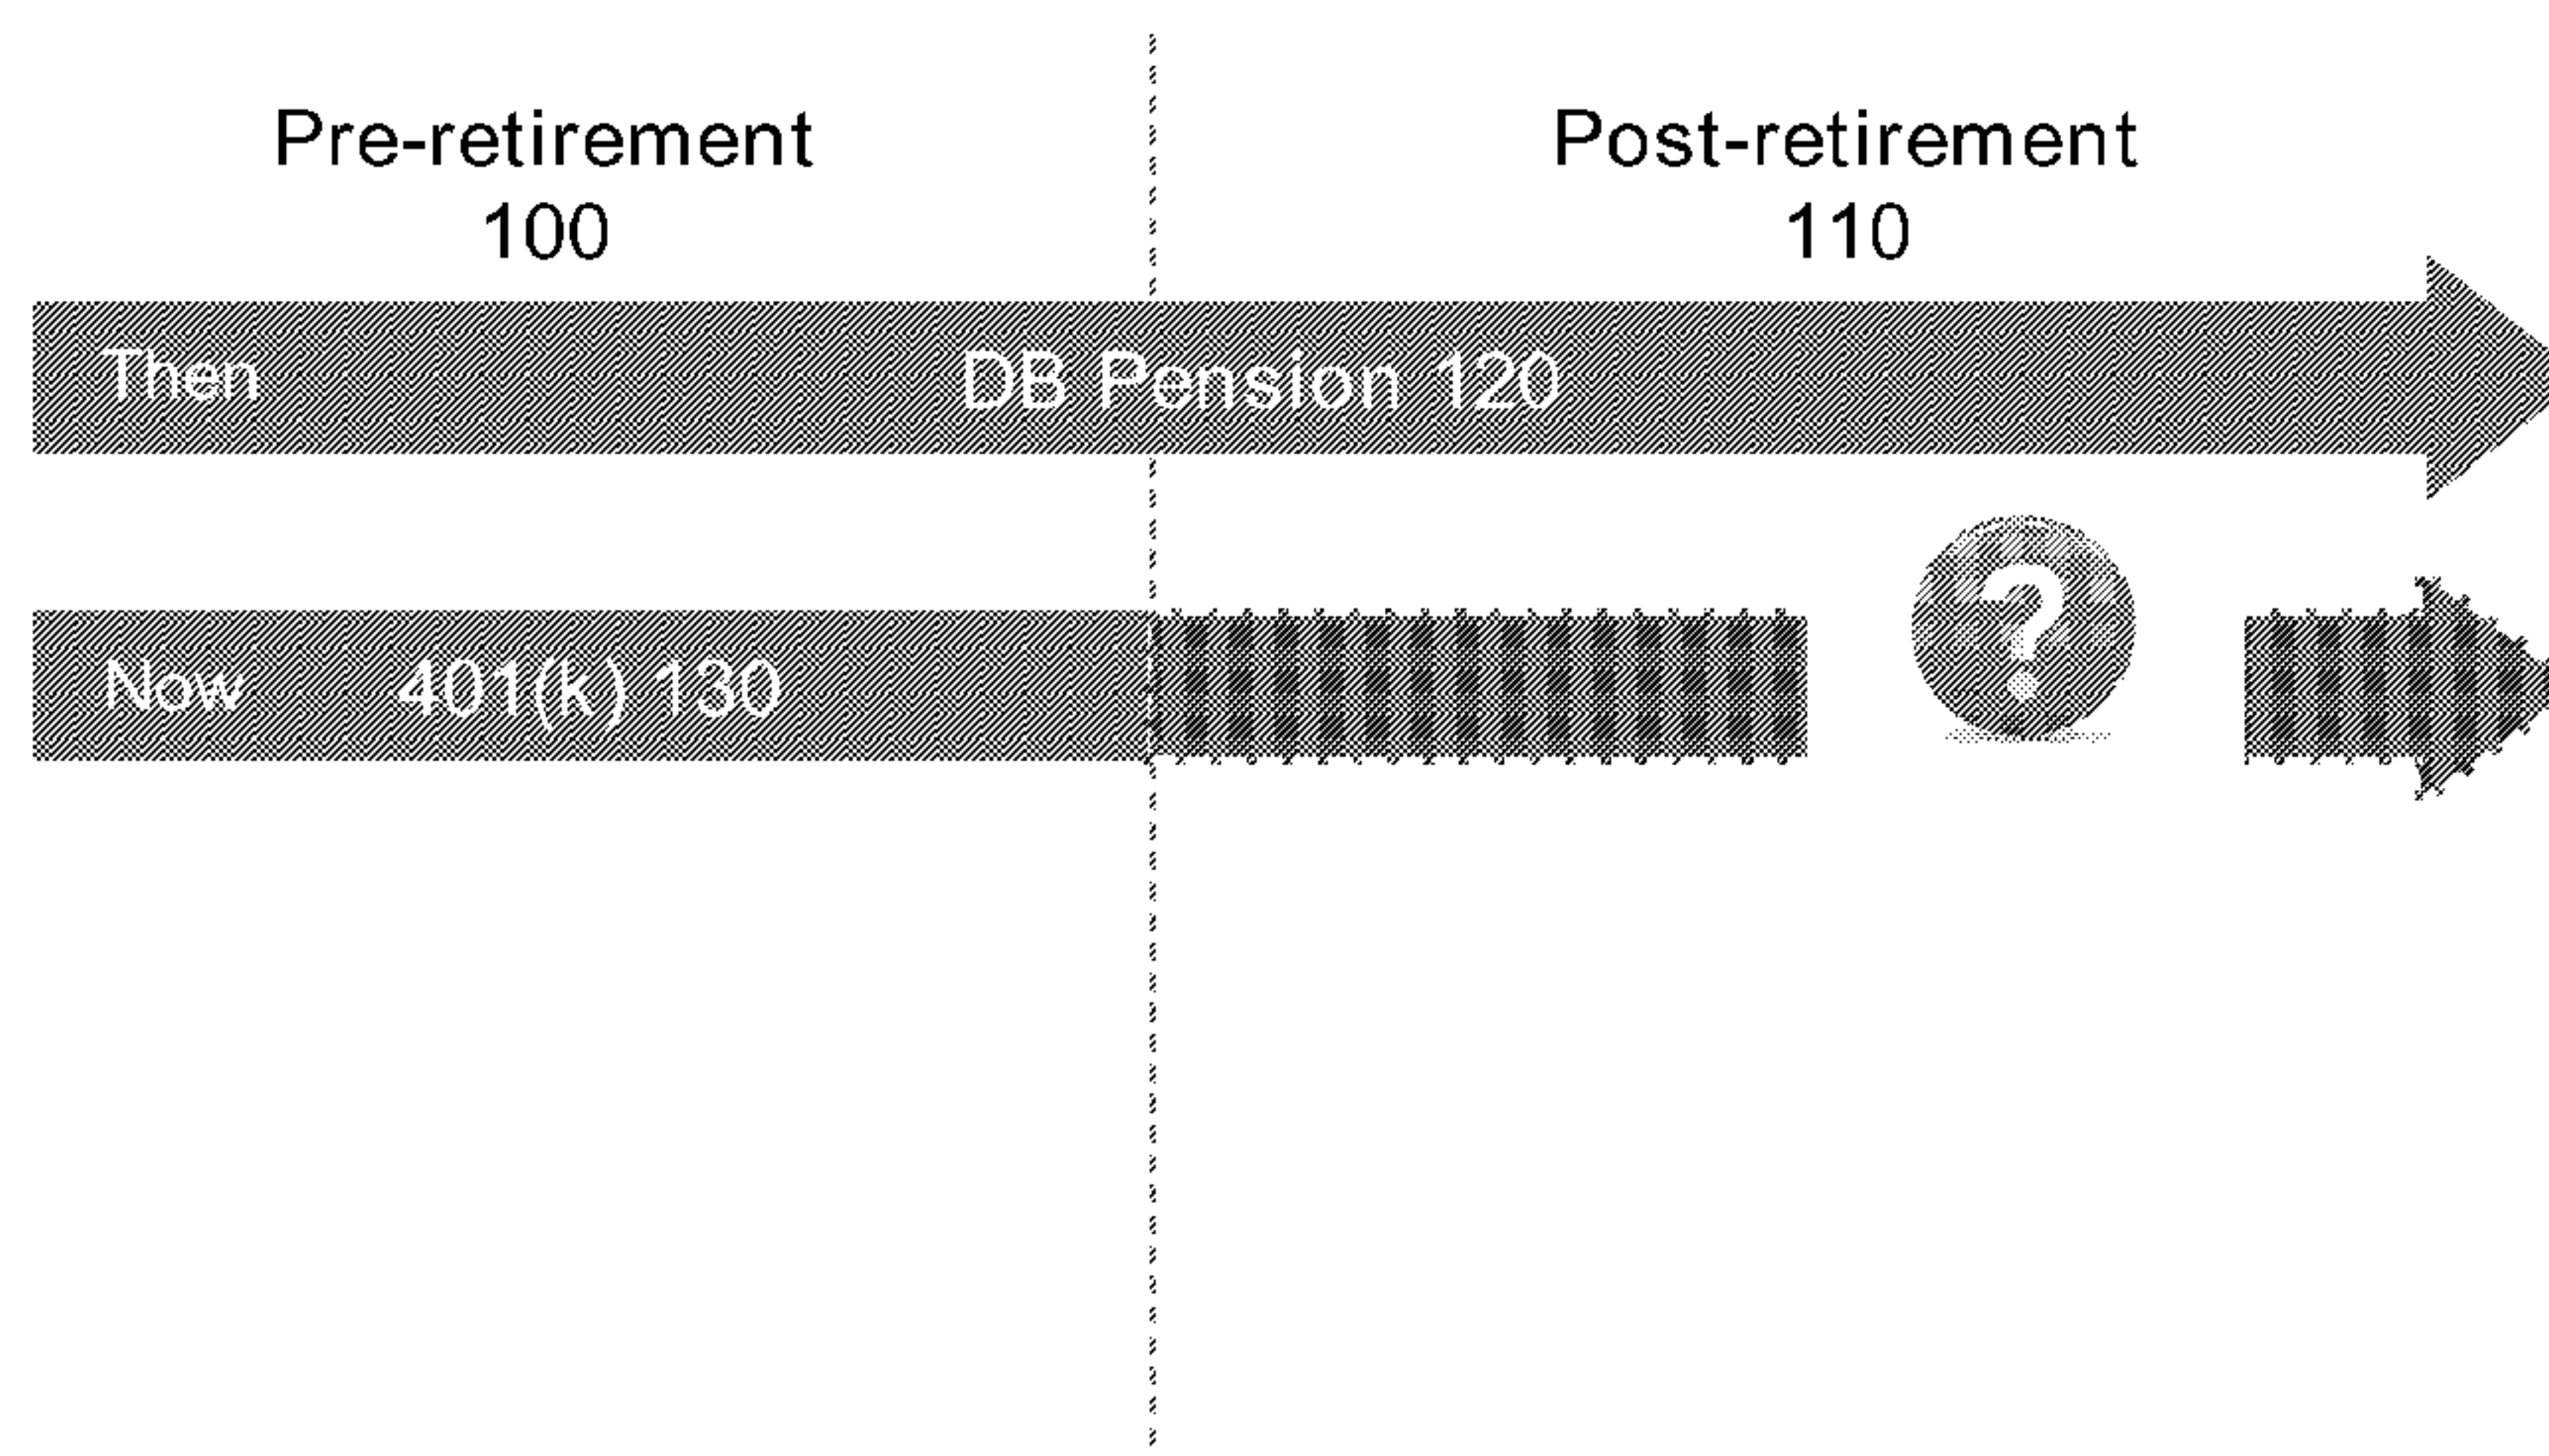 Pre-retirement
100
Post-retirement
110
Then
DB Pension 120
?
Now
401(k) 130